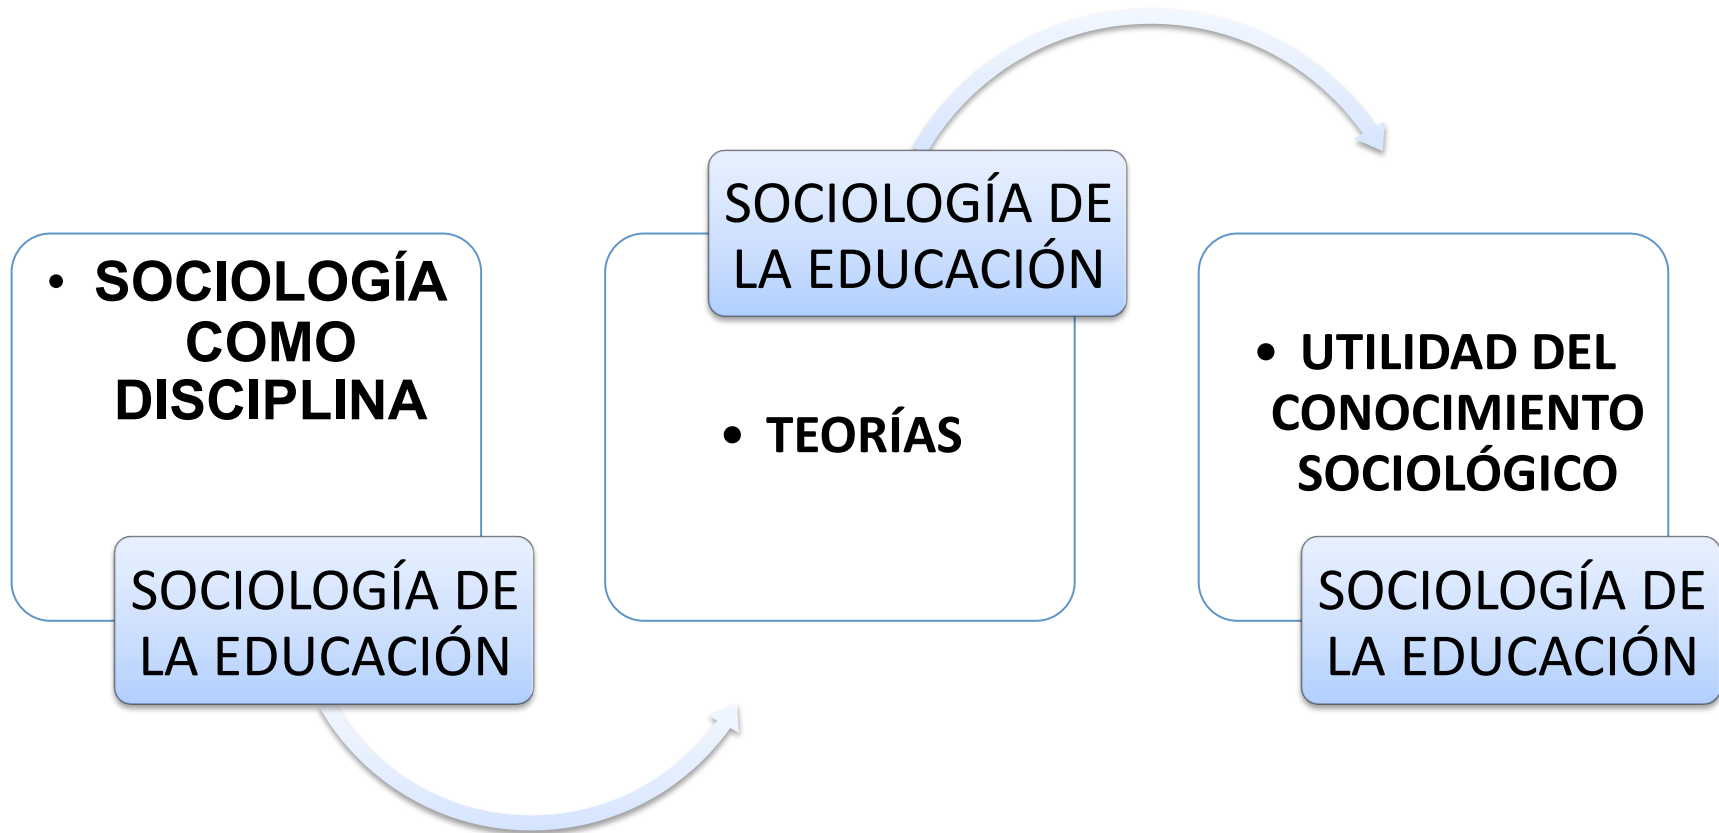 • SOCIOLOGÍA
COMO
DISCIPLINA
SOCIOLOGÍA DE
LA EDUCACIÓN
SOCIOLOGÍA DE
LA EDUCACIÓN
• TEORÍAS
• UTILIDAD DEL
CONOCIMIENTO
SOCIOLÓGICO
SOCIOLOGÍA DE
LA EDUCACIÓN